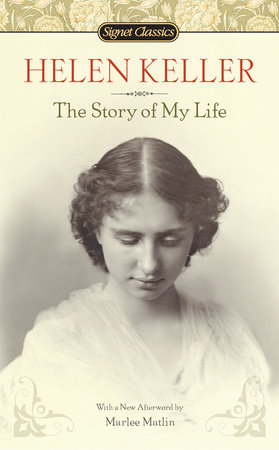 Signet Classics
HELEN KELLER
The Story of My Life
With a New Afterword by
Marlee Matlin